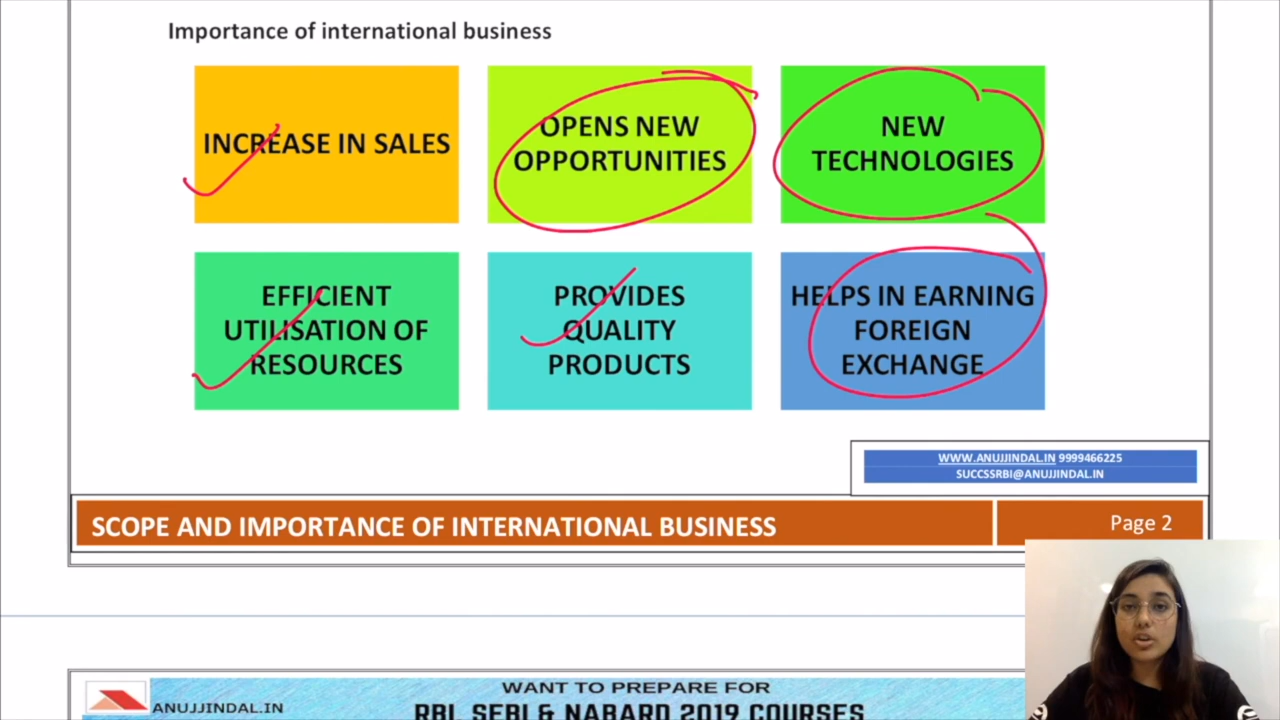 Importance of international business
INCREASE IN SALES
OPENS NEW
OPPORTUNITIES
NEW
TECHNOLOGIES
EFFICIENT
UTILISATION OF
RESOURCES
PROVIDES
QUALITY
PRODUCTS
HELPS IN EARNING
FOREIGN
EXCHANGE
WWW.ANUJJINDAL.IN 9999466225
SUCCSSRBI@ANUJJINDAL.IN
SCOPE AND IMPORTANCE OF INTERNATIONAL BUSINESS
Page 2
ANUJJINDAL.IN
WANT TO PREPARE FOR
RBI, SEBI & NABARD 2019 COURSES